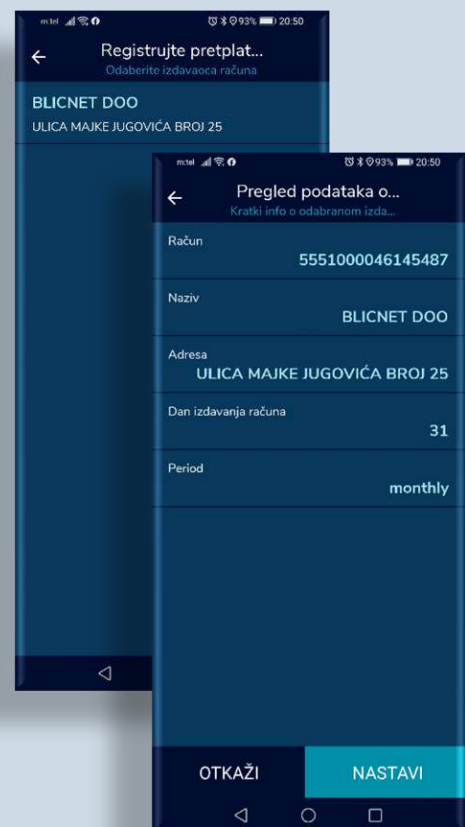 m:tel 93% 20:50
Registrujte pretplat...
Odaberite izdavaoca računa
BLICNET DOO
ULICA MAJKE JUGOVIĆA BROJ 25
m:tel 93% 20:50
Pregled podataka o...
Kratki info o odabranom izda...
Račun
5551000046145487
Naziv
BLICNET DOO
Adresa
ULICA MAJKE JUGOVIĆA BROJ 25
Dan izdavanja računa
31
Period
monthly
OTKAŽI NASTAVI